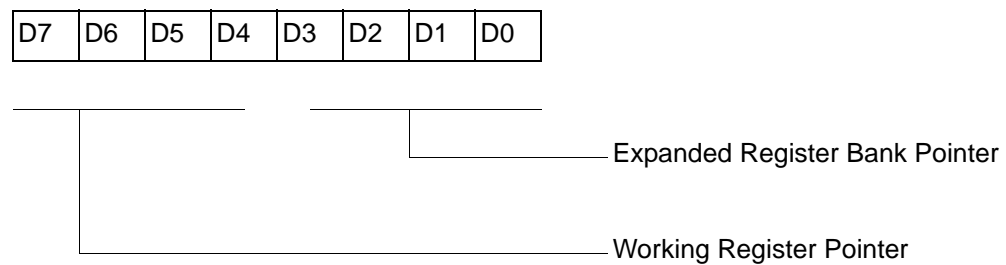 D7 D6 D5 D4 D3 D2 D1 D0
Expanded Register Bank Pointer
Working Register Pointer